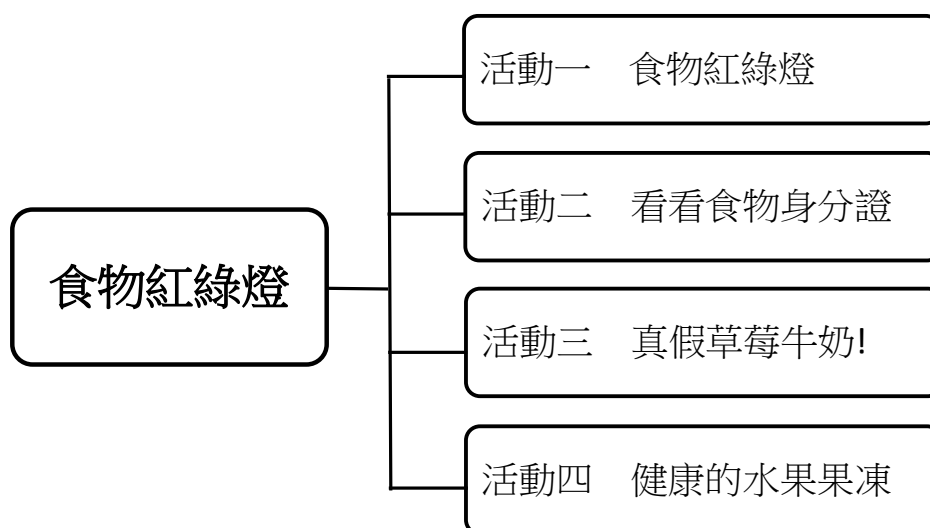 活動一　食物紅綠燈
活動二　看看食物身分證
食物紅綠燈
活動三　真假草莓牛奶!
活動四　健康的水果果凍